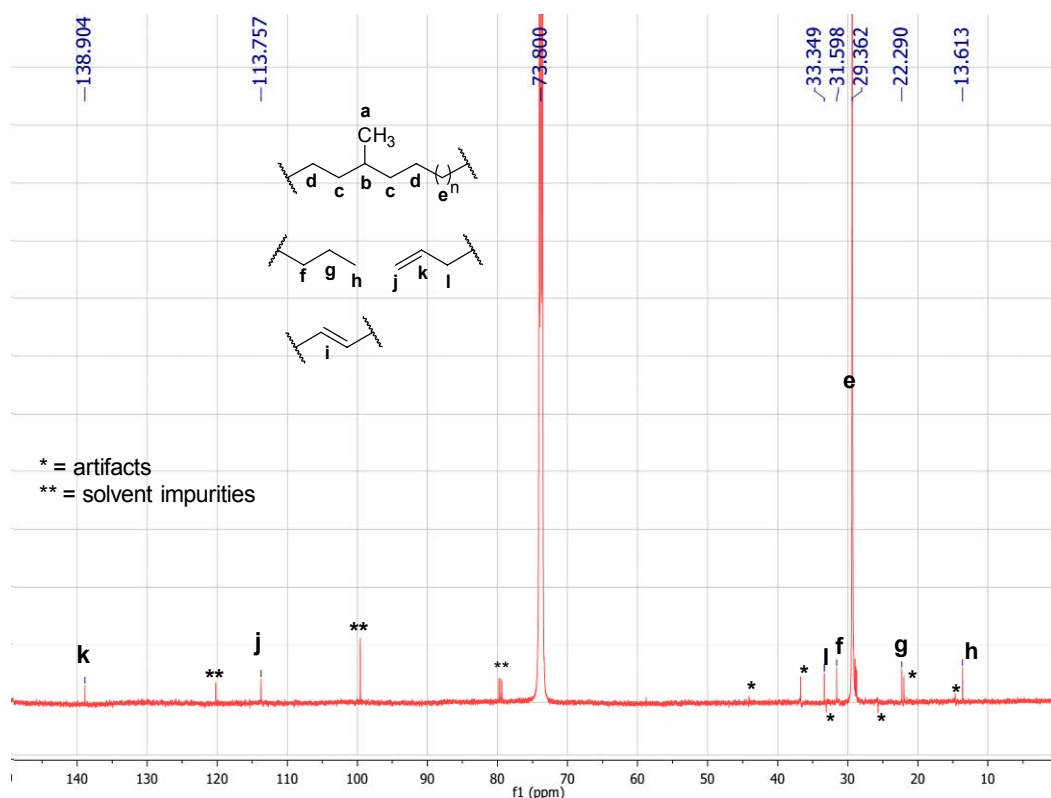 138.904
113.757
73.800
33.349
31.598
29.362
22.290
13.613
a
CH3
d c b c d e n
f g h j k l
i
e
* = artifacts
** = solvent impurities
k ** j ** ** * * l f * * g * * h
140 130 120 110 100 90 80 70 60 50 40 30 20 10
f1 (ppm)